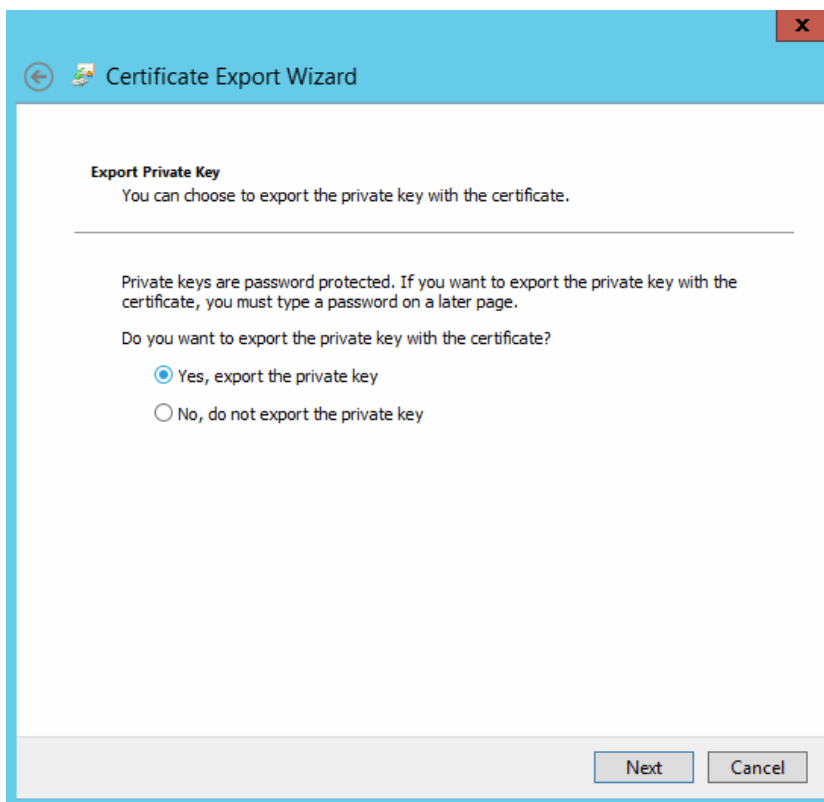 x
Certificate Export Wizard
Export Private Key
You can choose to export the private key with the certificate.
Private keys are password protected. If you want to export the private key with the
certificate, you must type a password on a later page.
Do you want to export the private key with the certificate?
Yes, export the private key
No, do not export the private key
Next
Cancel